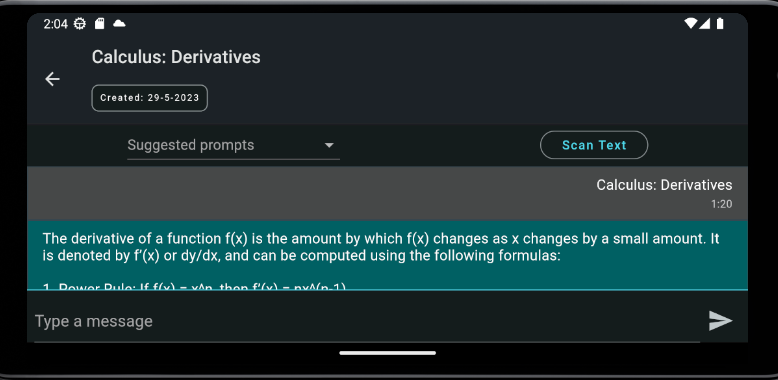 2:04
Calculus: Derivatives
Created: 29-5-2023
Suggested prompts
Scan Text
Calculus: Derivatives
1:20
The derivative of a function f(x) is the amount by which f(x) changes as x changes by a small amount. It
is denoted by f'(x) or dy/dx, and can be computed using the following formulas:
1. Power Rule: If f(x) = x^n, then f'(x) = nx^(n-1)
Type a message